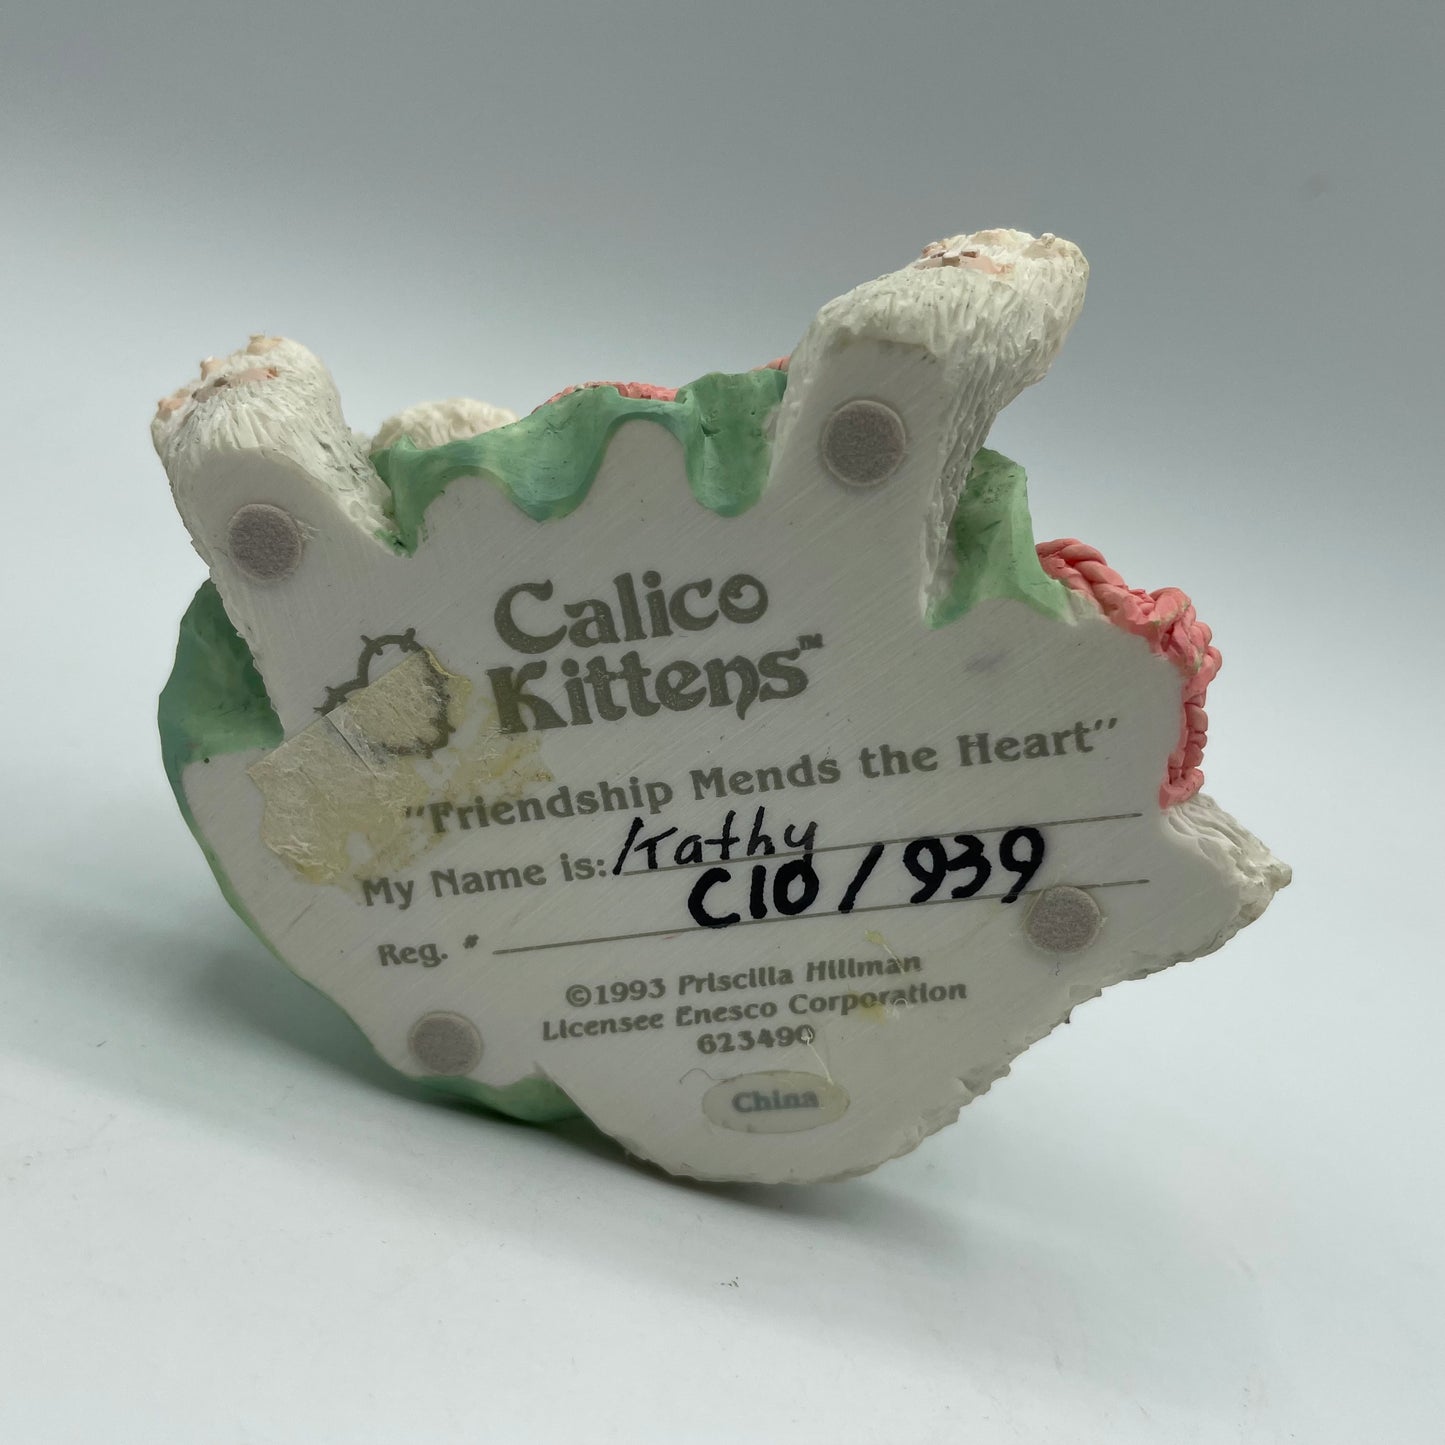 Calico
Kittens™
"Friendship Mends the Heart"
My Name is: Kathy
C10/939
Reg. #
©1993 Priscilla Hillman
Licensee Enesco Corporation
623490
China